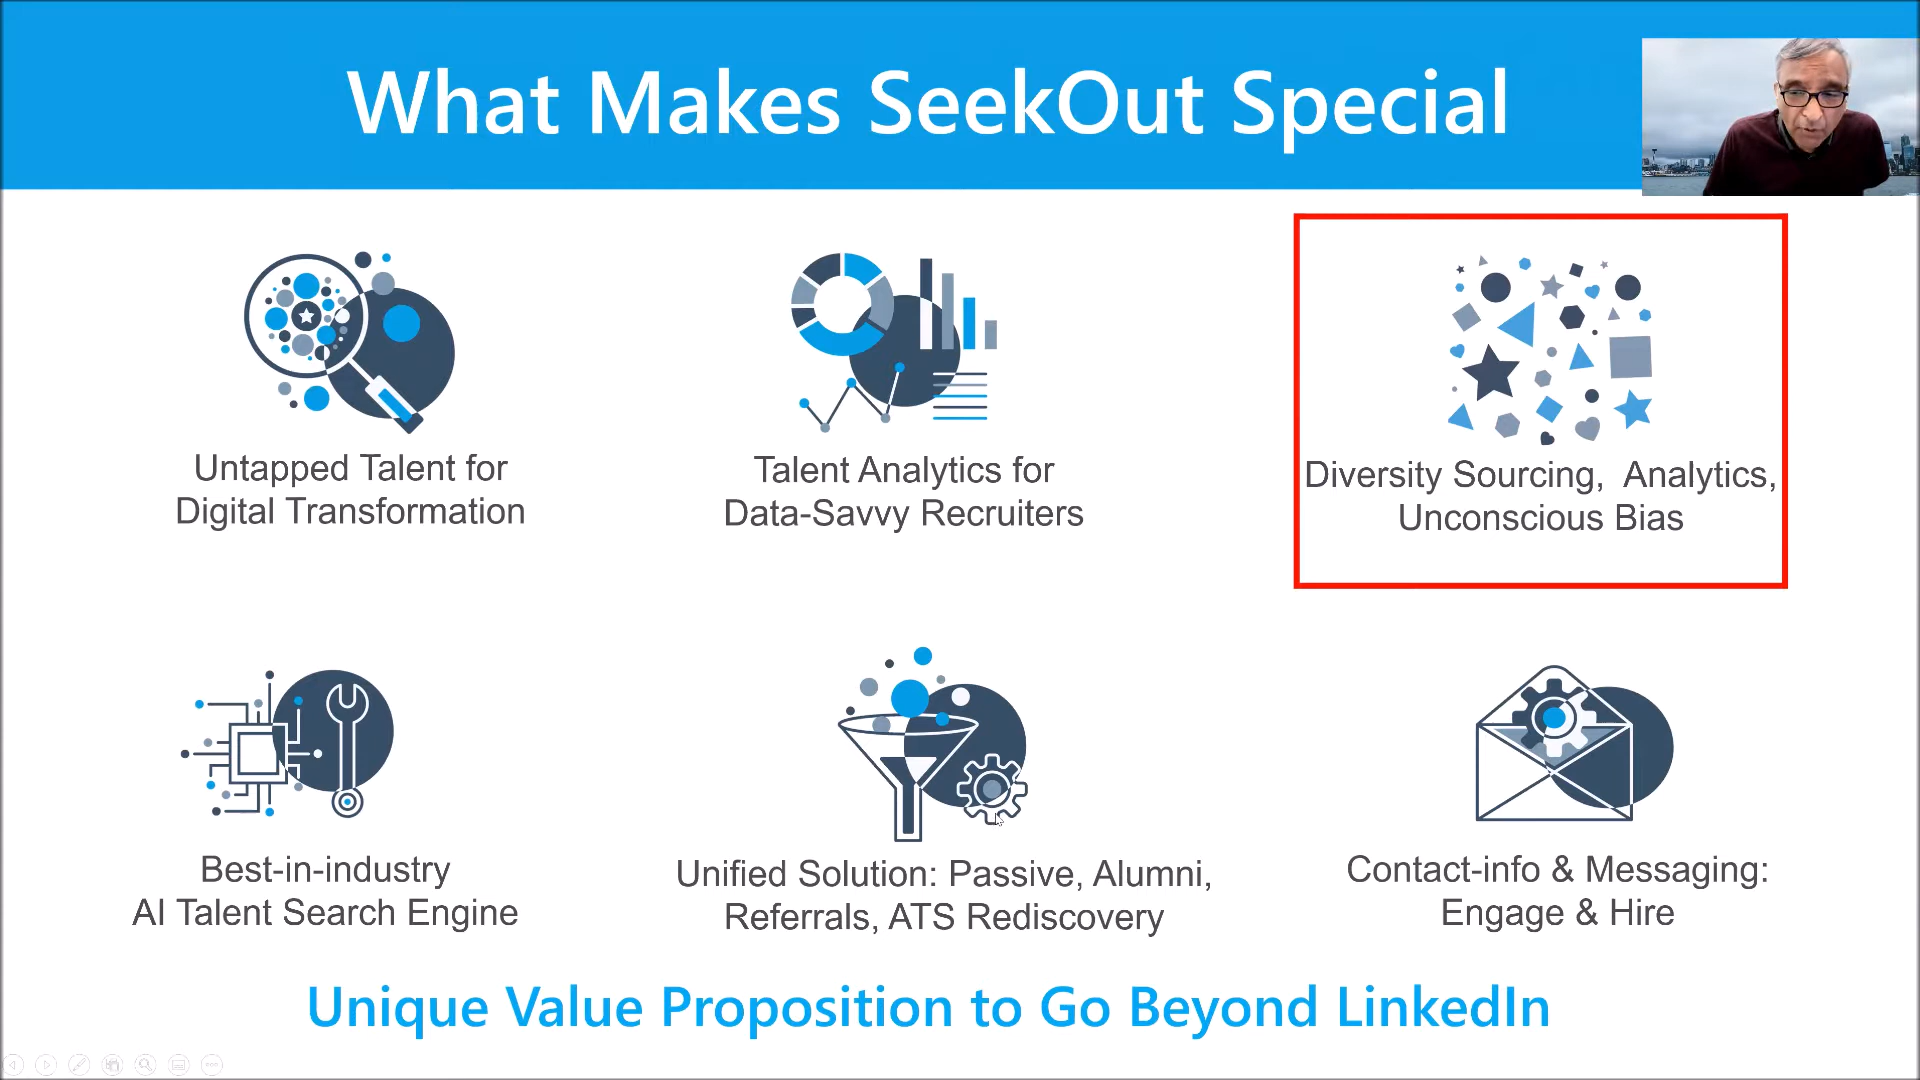 What Makes SeekOut Special
Untapped Talent for
Digital Transformation
Talent Analytics for
Data-Savvy Recruiters
Diversity Sourcing,  Analytics,
Unconscious Bias
Best-in-industry
AI Talent Search Engine
Unified Solution: Passive, Alumni,
Referrals, ATS Rediscovery
Contact-info & Messaging:
Engage & Hire
Unique Value Proposition to Go Beyond LinkedIn